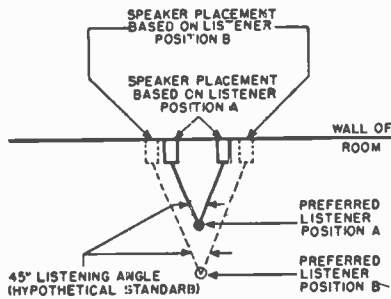 SPEAKER PLACEMENT
BASED ON LISTENER
POSITION B
SPEAKER PLACEMENT
BASED ON LISTENER
POSITION A
WALL OF
ROOM
PREFERRED
LISTENER
POSITION A
45° LISTENING ANGLE
(HYPOTHETICAL STANDARD)
PREFERRED
LISTENER
POSITION B